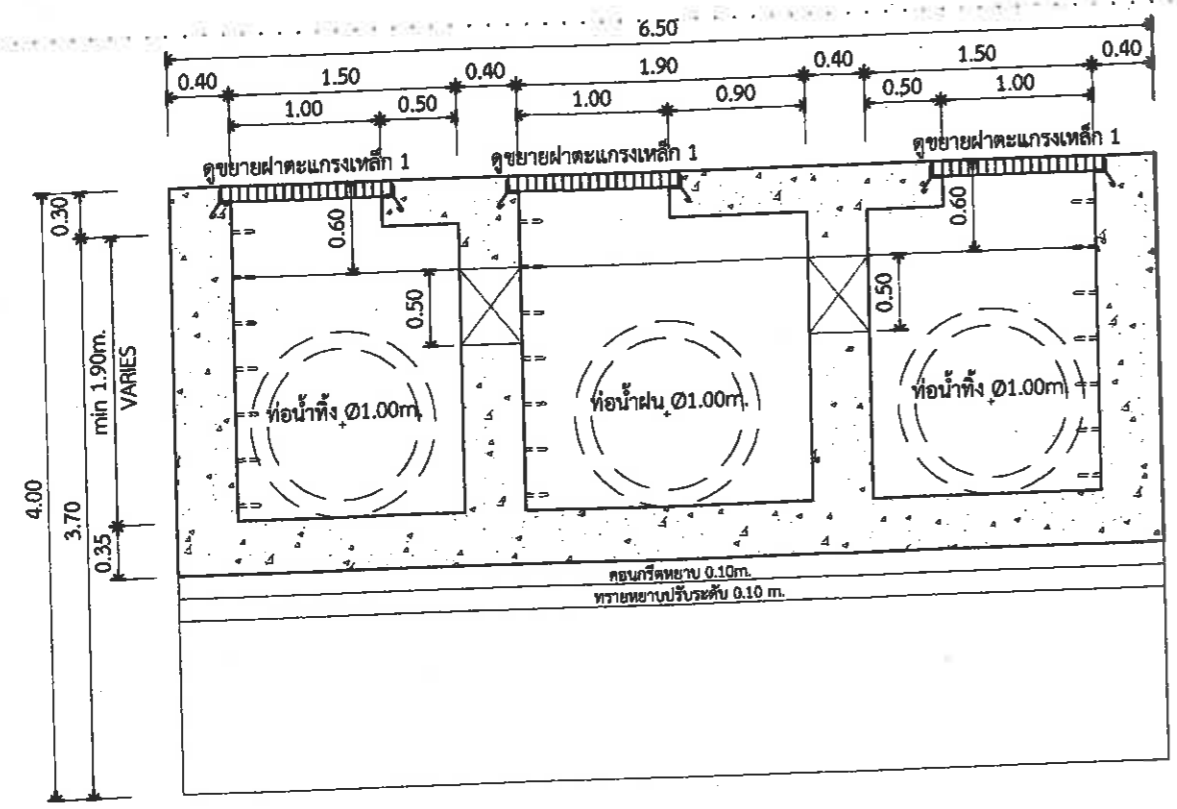 6.50
0.40 1.50 0.40 1.90 0.40 1.50 0.40
1.00 0.50 1.00 0.90 0.50 1.00
ดูขยายฝาตะแกรงเหล็ก 1 ดูขยายฝาตะแกรงเหล็ก 1 ดูขยายฝาตะแกรงเหล็ก 1
0.30
0.60
0.60
0.50
0.50
min 1.90m.
VARIES
ท่อน้ำทิ้ง Ø1.00m. ท่อน้ำฝน Ø1.00m. ท่อน้ำทิ้ง Ø1.00m.
4.00
3.70
0.35
คอนกรีตหยาบ 0.10m.
ทรายหยาบปรับระดับ 0.10 m.